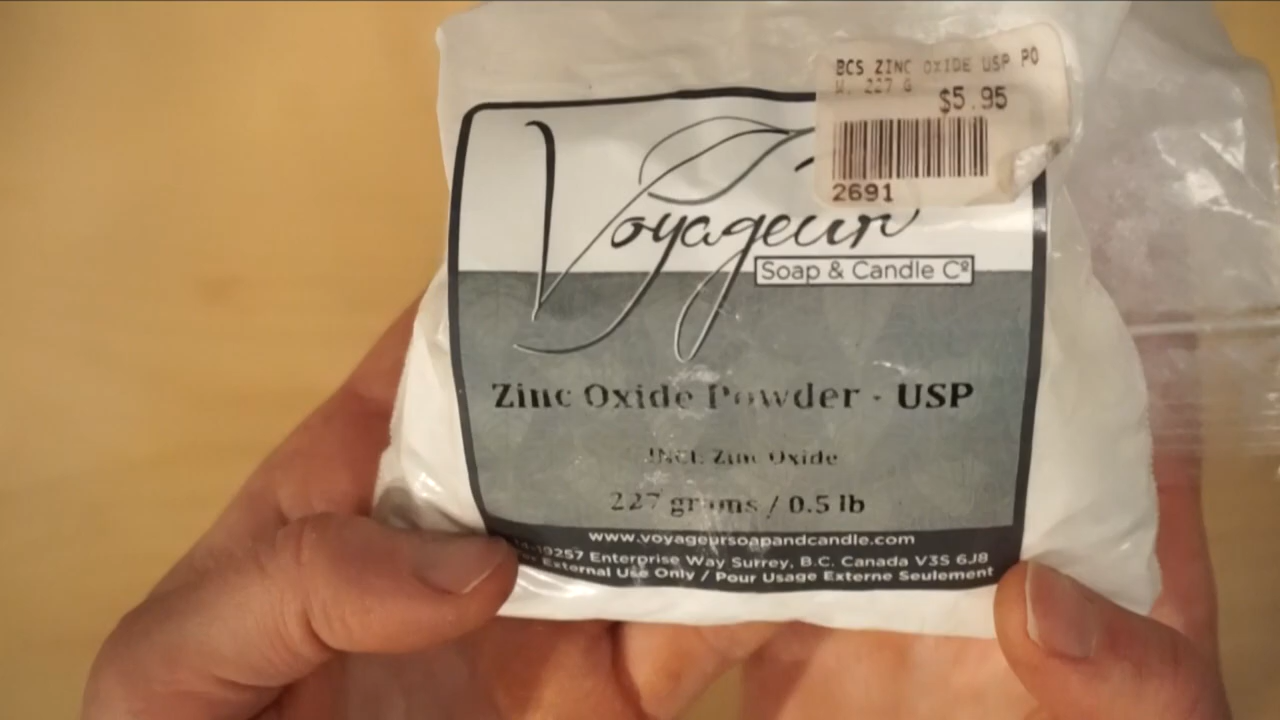 BCS ZINC OXIDE USP PO
W. 227 G
$5.95
2691
Voyageur
Soap & Candle Cº
Zinc Oxide Powder - USP
INCI: Zinc Oxide
227 grams / 0.5 lb
www.voyageursoapandcandle.com
19257 Enterprise Way Surrey, B.C. Canada V3S 6J8
External Use Only / Pour Usage Externe Seulement